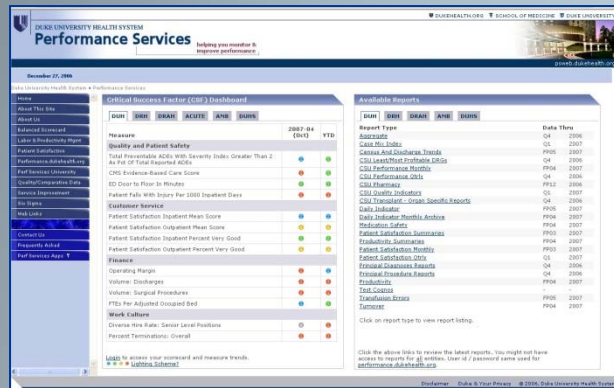 DUKEHEALTH.ORG SCHOOL OF MEDICINE DUKE UNIVERSITY
DUKE UNIVERSITY HEALTH SYSTEM
Performance Services
helping you monitor &
improve performance
psweb.dukehealth.org
December 27, 2006
Duke University Health System Performance Services
Home
About This Site
About Us
Balanced Scorecard
Labor & Productivity Mgmt
Patient Satisfaction
Performance.dukehealth.org
Perf Services University
Quality/Comparative Data
Service Improvement
Six Sigma
Web Links
Contact Us
Frequently Asked
Perf Services Apps
Critical Success Factor (CSF) Dashboard
DUH DRH DRAH ACUTE AMB DUHS
Measure 2007-04 (Oct) YTD
Quality and Patient Safety
Total Preventable ADEs With Severity Index Greater Than 2
As Pct Of Total Reported ADEs
CMS Evidence-Based Care Score
ED Door to Floor In Minutes
Patient Falls With Injury Per 1000 Inpatient Days
Customer Service
Patient Satisfaction Inpatient Mean Score
Patient Satisfaction Outpatient Mean Score
Patient Satisfaction Inpatient Percent Very Good
Patient Satisfaction Outpatient Percent Very Good
Finance
Operating Margin
Volume: Discharges
Volume: Surgical Procedures
FTEs Per Adjusted Occupied Bed
Work Culture
Diverse Hire Rate: Senior Level Positions
Percent Terminations: Overall
Login to access your scorecard and measure trends.
Lighting Scheme?
Available Reports
DUH DRH DRAH AMB DUHS
Report Type Data Thru
Aggregate Q4 2006
Case Mix Index Q1 2007
Census And Discharge Trends FP05 2007
CSU Least/Most Profitable DRGs Q4 2006
CSU Performance Monthly FP04 2007
CSU Performance Qtrly Q4 2006
CSU Pharmacy FP12 2006
CSU Quality Indicators Q1 2007
CSU Transplant - Organ Specific Reports Q4 2006
Daily Indicator FP05 2007
Daily Indicator Monthly Archive FP04 2007
Medication Safety FP04 2007
Patient Satisfaction Summaries FP03 2007
Productivity Summaries FP04 2007
Patient Satisfaction Monthly FP03 2007
Patient Satisfaction Qtrly Q1 2007
Principal Diagnoses Reports Q4 2006
Principal Procedure Reports Q4 2006
Productivity FP04 2007
Test Cognos - -
Transfusion Errors FP05 2007
Turnover FP04 2007
Click on report type to view report listing.
Click the above links to review the latest reports. You might not have
access to reports for all entities. User id / password same used for
performance.dukehealth.org.
Disclaimer Duke & Your Privacy © 2006, Duke University Health System